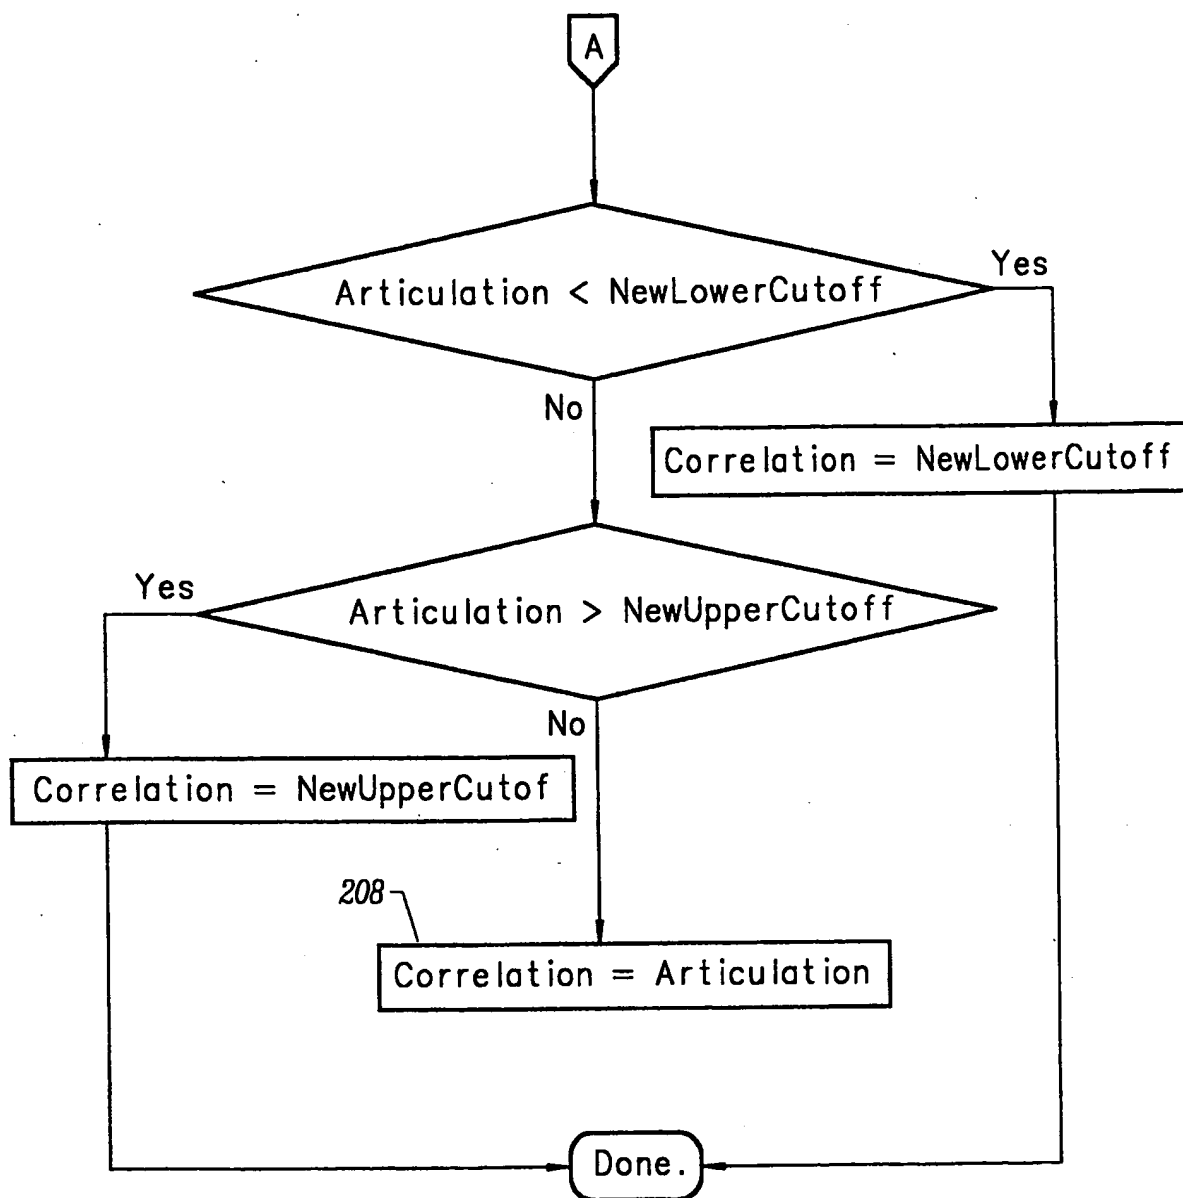 A
Articulation < NewLowerCutoff
Yes
No
Correlation = NewLowerCutoff
Articulation > NewUpperCutoff
Yes
No
Correlation = NewUpperCutof
208
Correlation = Articulation
Done.